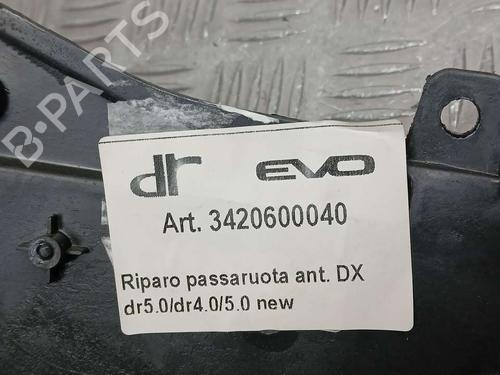 B-PARTS
dr EVO
Art. 3420600040
Riparo passaruota ant. DX
dr5.0/dr4.0/5.0 new